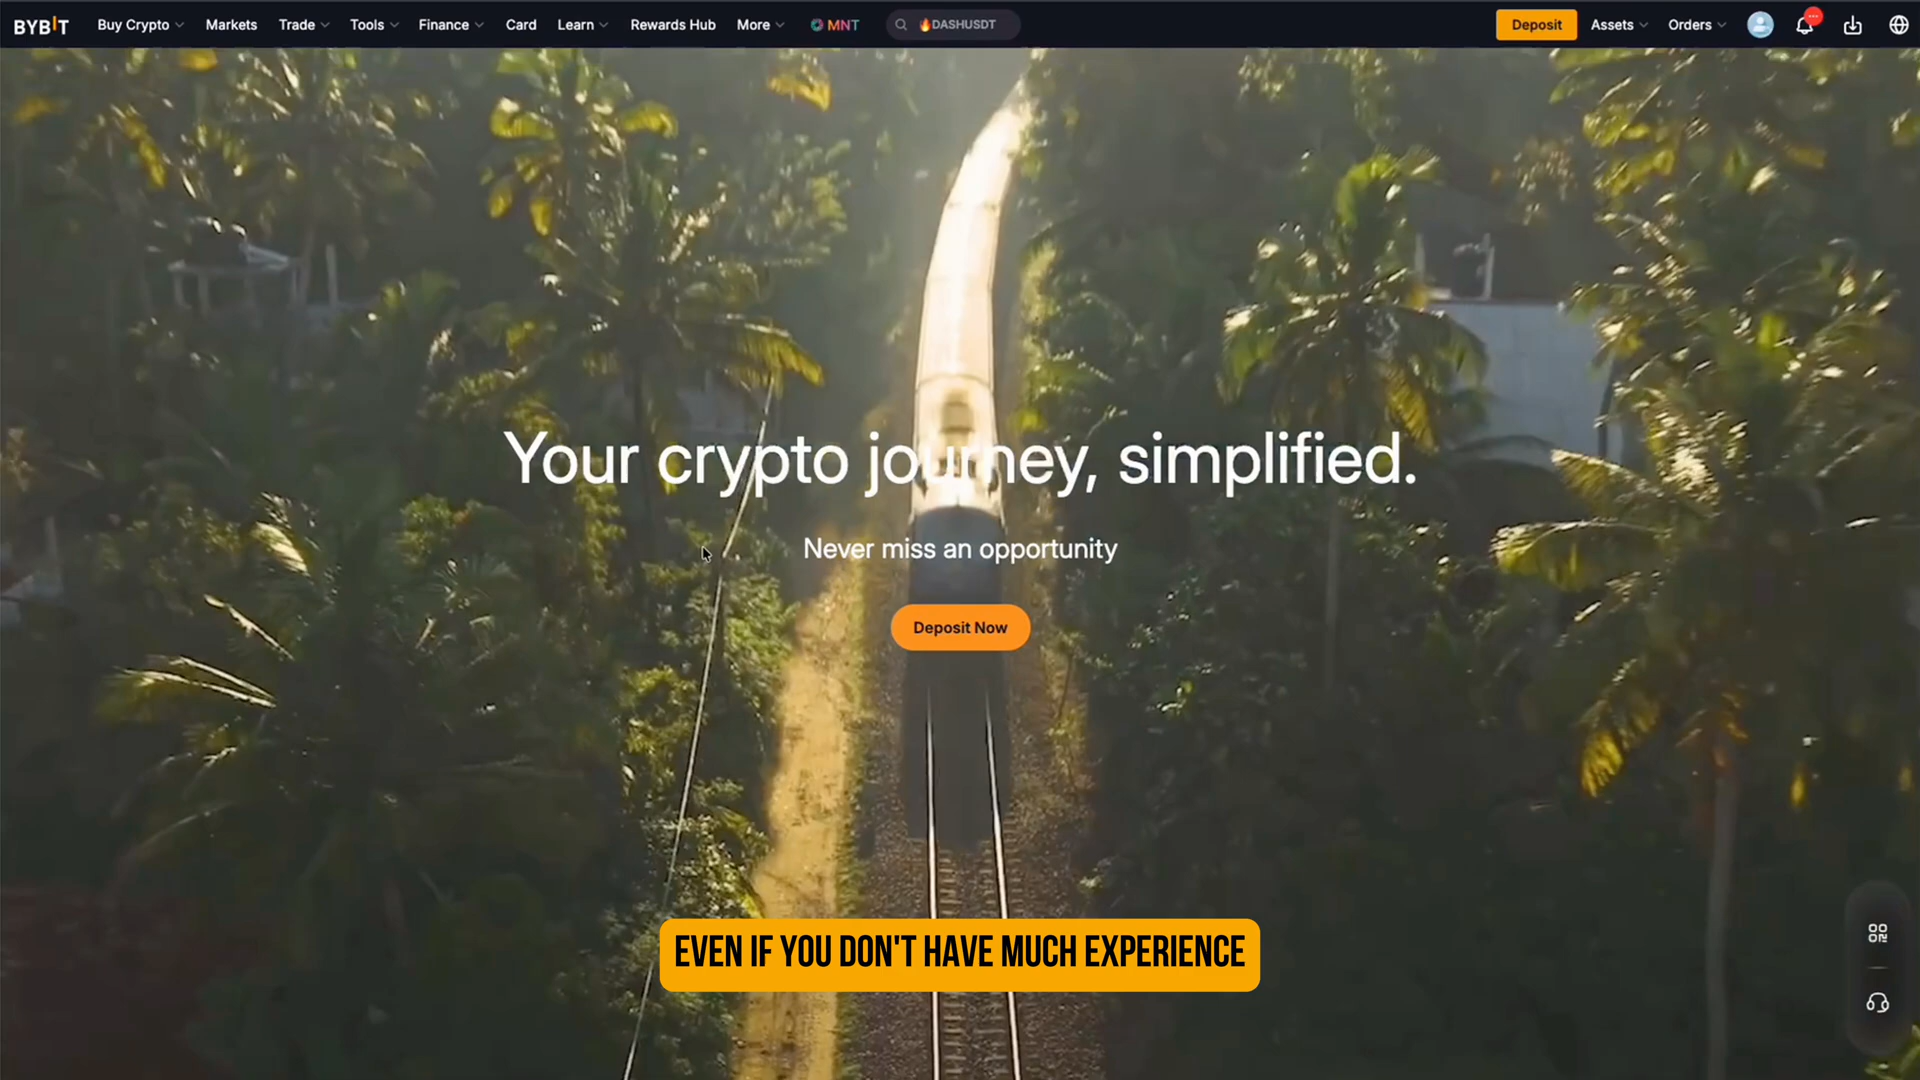 BYBIT Buy Crypto Markets Trade Tools Finance Card Learn Rewards Hub More MNT DASHUSDT Deposit Assets Orders
Your crypto journey, simplified.
Never miss an opportunity
Deposit Now
EVEN IF YOU DON'T HAVE MUCH EXPERIENCE